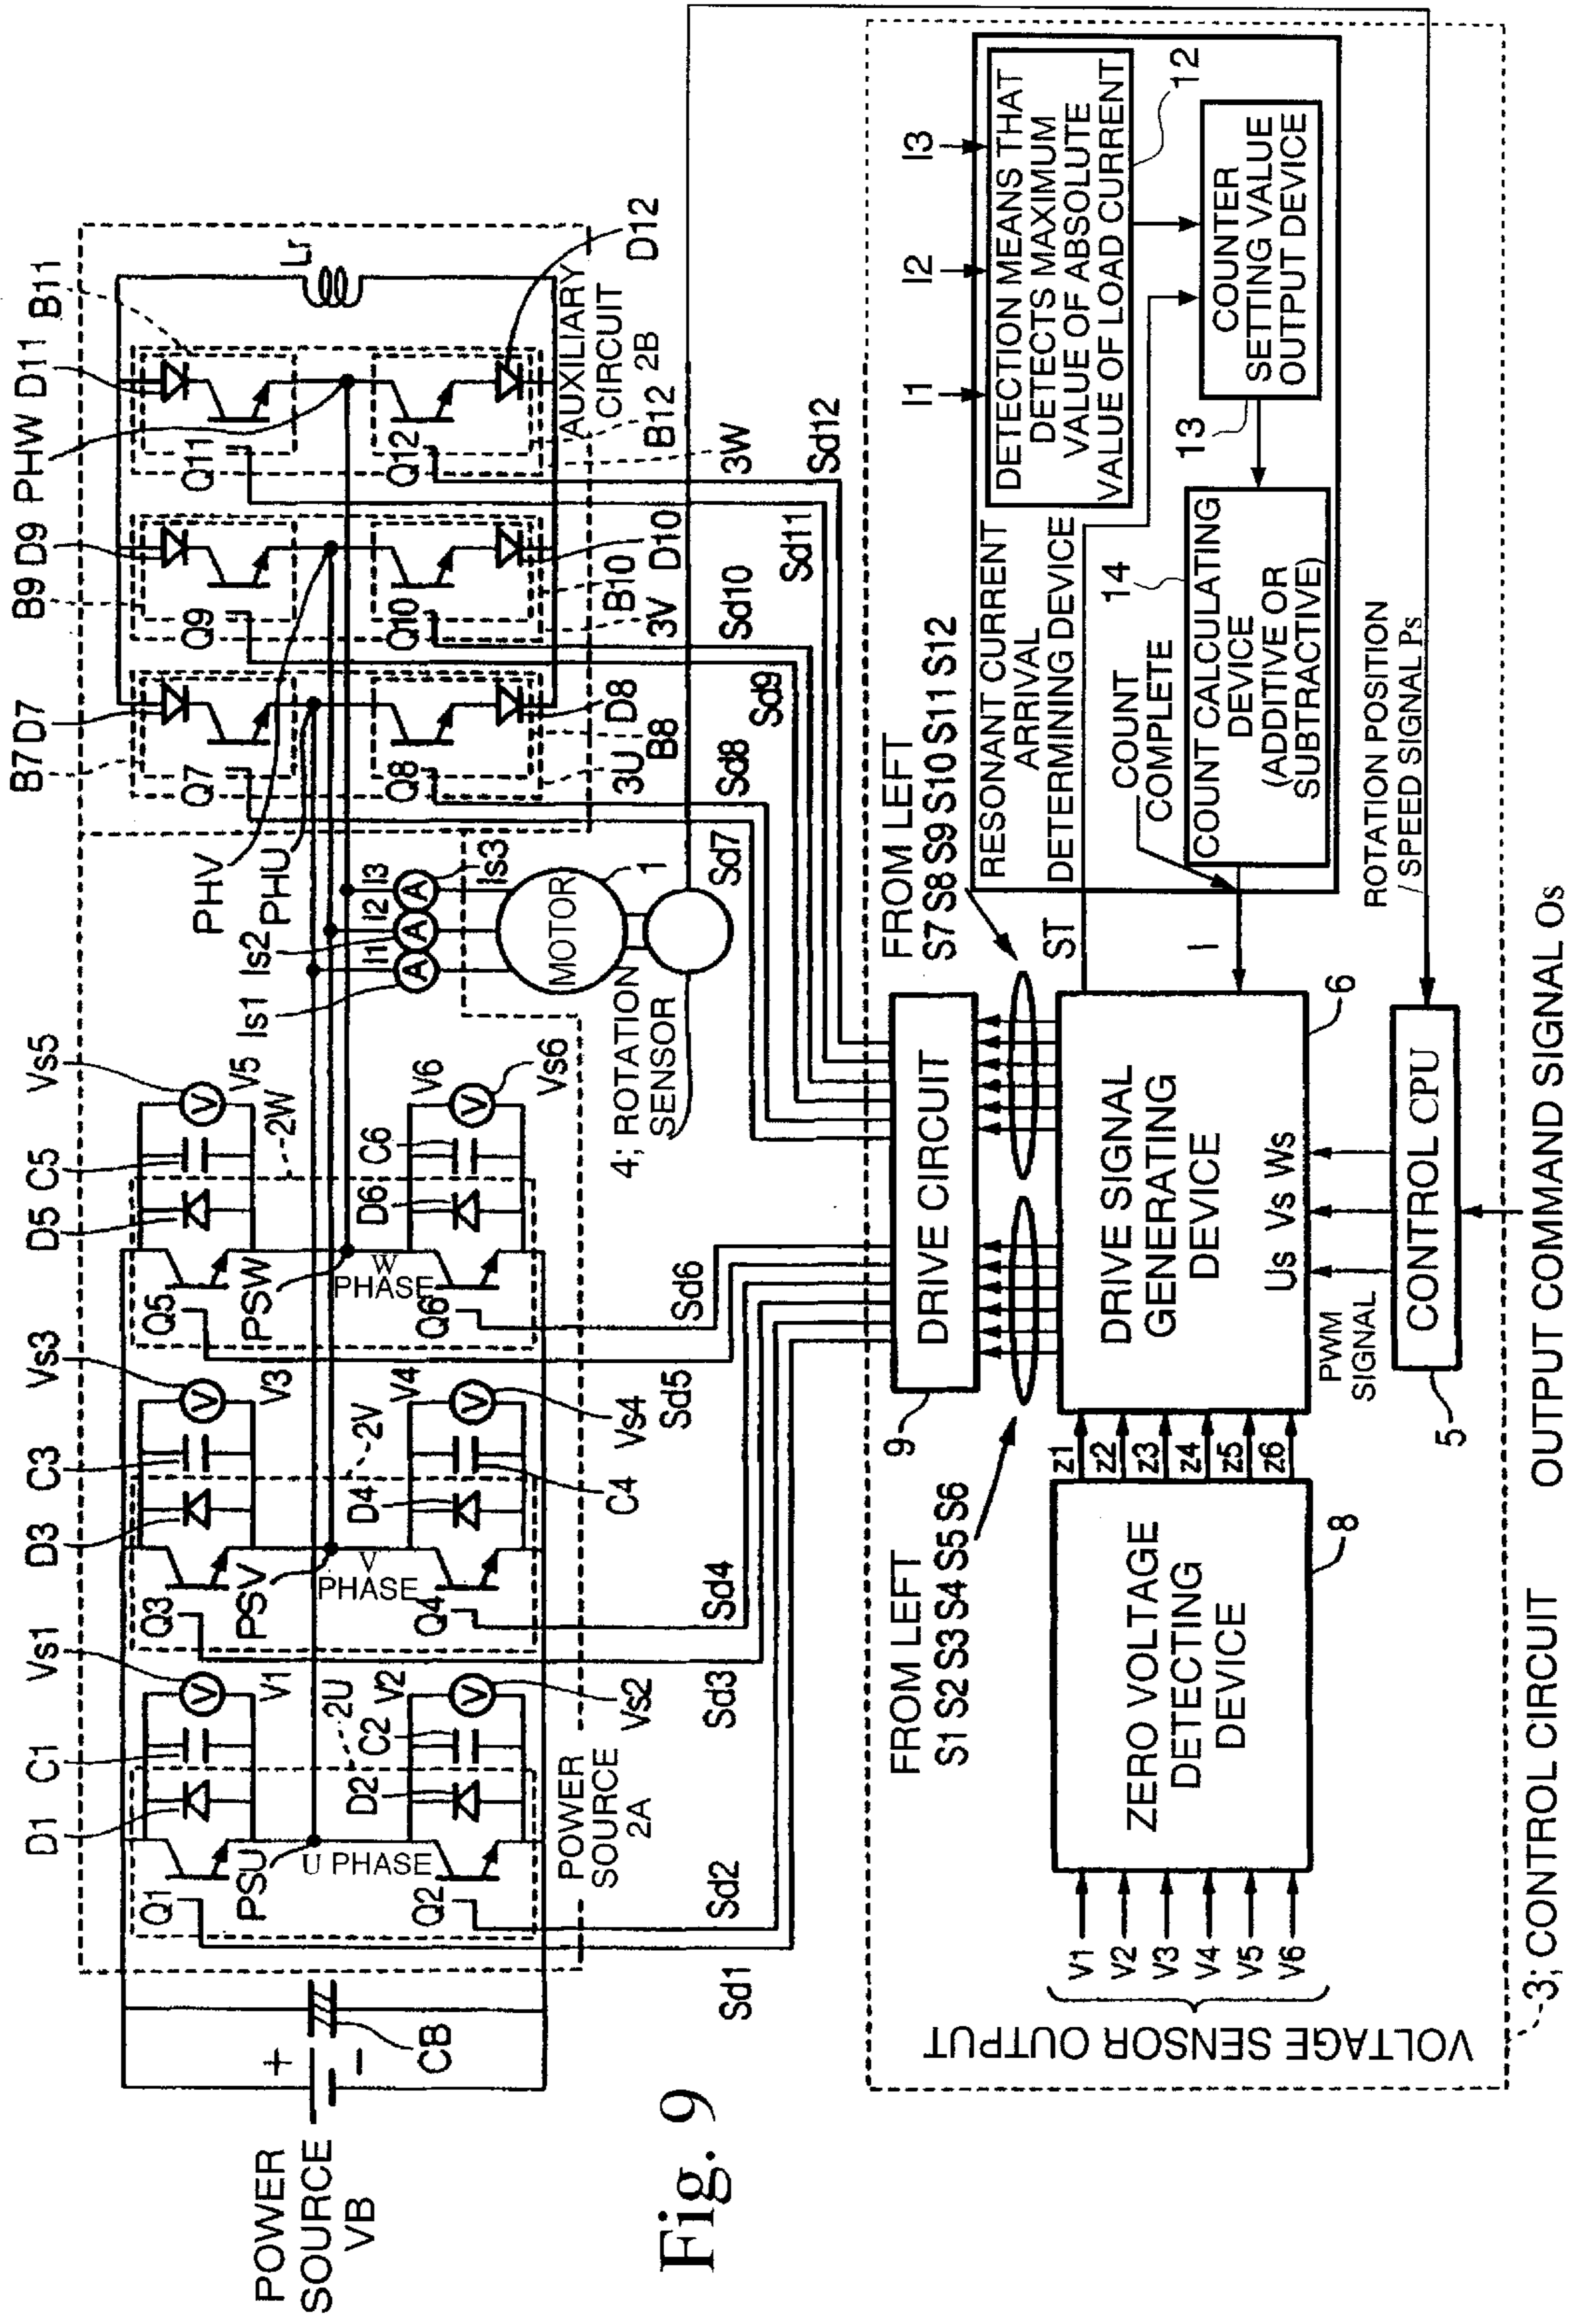 Fig. 9
POWER
SOURCE
VB
+
−
CB
D1
C1
Vs1
D3
C3
Vs3
D5
C5
Vs5
Q1
V1
Q3
V3
Q5
V5
2U
2V
2W
PSU
U PHASE
PSV
V
PHASE
PSW
W
PHASE
Q2
D2
C2
V2
Vs2
Q4
D4
C4
V4
Vs4
Q6
D6
C6
V6
Vs6
V
V
V
V
V
V
POWER
SOURCE
2A
Is1
Is2
Is3
I1
I2
I3
A
A
A
MOTOR
1
4; ROTATION
SENSOR
PHV
PHU
PHW
B7
D7
B9
D9
D11
B11
Lr
Q7
Q9
Q11
Q8
Q10
Q12
3U
B8
D8
3V
B10
D10
3W
B12
D12
AUXILIARY
CIRCUIT
2B
Sd1
Sd2
Sd3
Sd4
Sd5
Sd6
Sd7
Sd8
Sd9
Sd10
Sd11
Sd12
FROM LEFT
S1 S2 S3 S4 S5 S6
FROM LEFT
S7 S8 S9 S10 S11 S12
9
DRIVE CIRCUIT
VOLTAGE SENSOR OUTPUT
V1
V2
V3
V4
V5
V6
ZERO VOLTAGE
DETECTING
DEVICE
8
z1
z2
z3
z4
z5
z6
DRIVE SIGNAL
GENERATING
DEVICE
Us Vs Ws
6
ST
I
PWM
SIGNAL
CONTROL CPU
5
RESONANT CURRENT
ARRIVAL
DETERMINING DEVICE
COUNT
COMPLETE
I1
I2
I3
DETECTION MEANS THAT
DETECTS MAXIMUM
VALUE OF ABSOLUTE
VALUE OF LOAD CURRENT
12
14
COUNT CALCULATING
DEVICE
(ADDITIVE OR
SUBTRACTIVE)
13
COUNTER
SETTING VALUE
OUTPUT DEVICE
ROTATION POSITION
/ SPEED SIGNAL Ps
3; CONTROL CIRCUIT
OUTPUT COMMAND SIGNAL Os